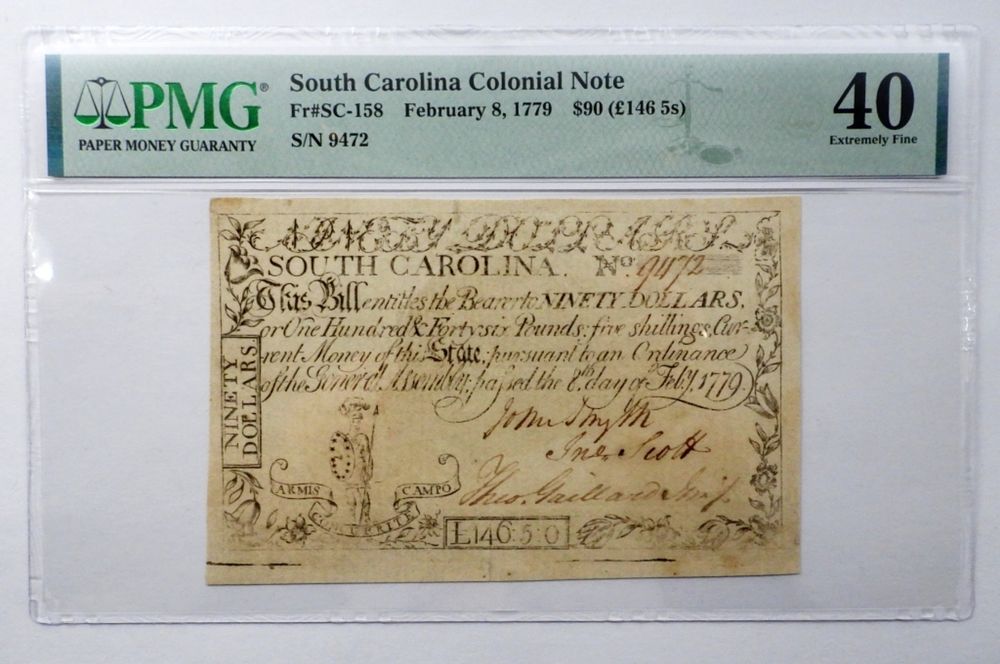 PMG®
PAPER MONEY GUARANTY
South Carolina Colonial Note
Fr#SC-158 February 8, 1779 $90 (£146 5s)
S/N 9472
40
Extremely Fine
NINETY DOLLARS
SOUTH CAROLINA. No. 9472
This Bill entitles the Bearer to NINETY DOLLARS.
or One Hundred & Forty six Pounds, five shillings Cur-
rent Money of this State, pursuant to an Ordinance
of the General Assembly, passed the 8th. day of Feb'y. 1779.
NINETY
DOLLARS.
John Smyth
Jno. Scott
Theo. Gaillard Junr.
ARMIS CAMPO
£146:5:0